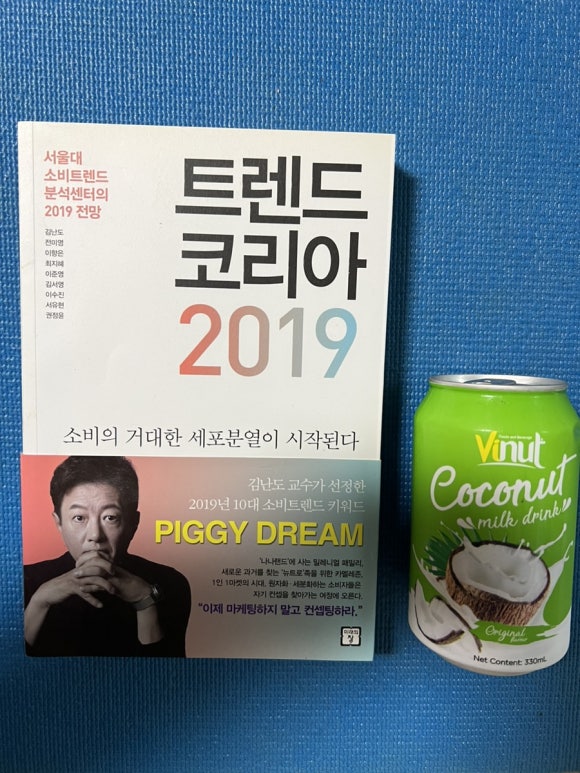 서울대
소비트렌드
분석센터의
2019 전망
김난도
전미영
이향은
최지혜
이준영
김서영
이수진
서유현
권정윤
트렌드
코리아
2019
소비의 거대한 세포분열이 시작된다
김난도 교수가 선정한
2019년 10대 소비트렌드 키워드
PIGGY DREAM
'나나랜드'에 사는 밀레니얼 패밀리,
새로운 과거를 찾는 '뉴트로'족을 위한 카멜레존,
1인 1마켓의 시대, 원자화·세분화하는 소비자들은
자기 컨셉을 찾아가는 여정에 오른다.
"이제 마케팅하지 말고 컨셉팅하라."
미래의
창
Vinut
Coconut
milk drink
Original
flavour
Net Content: 330mL